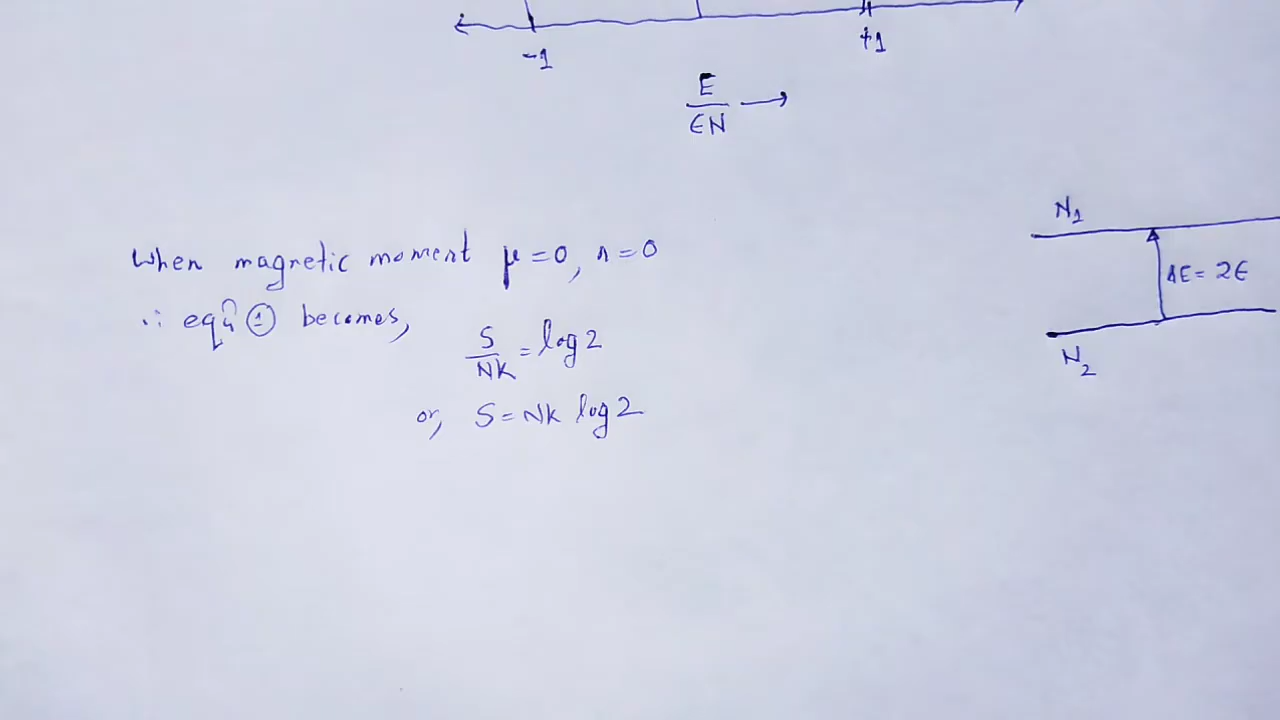 -1 +1
E/ϵN →
N1
When magnetic moment μ=0, s=0
ΔE = 2ϵ
∴ eqñ ① becomes,
S/NK = log 2
N2
or, S = NK log 2